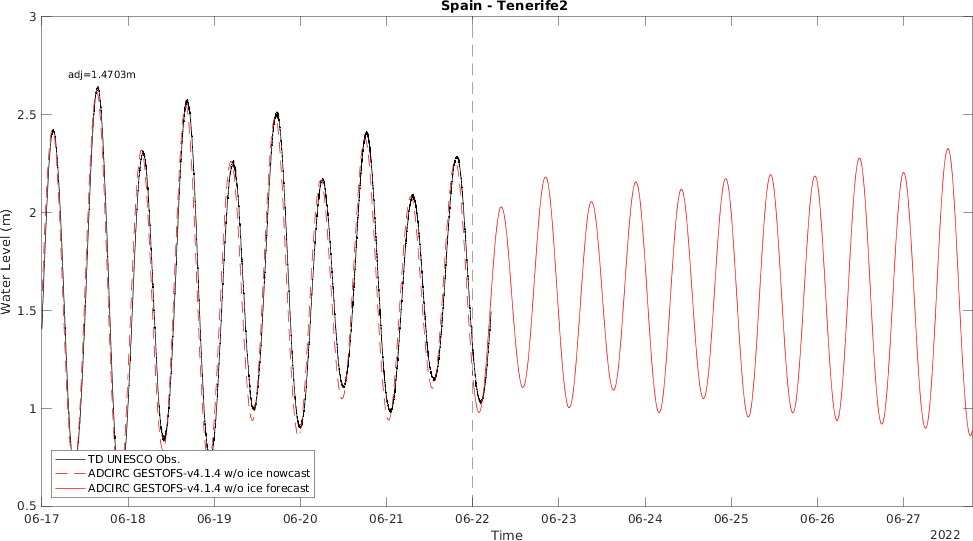 Spain - Tenerife2
adj=1.4703m
Water Level (m)
3
2.5
2
1.5
1
0.5
TD UNESCO Obs.
ADCIRC GESTOFS-v4.1.4 w/o ice nowcast
ADCIRC GESTOFS-v4.1.4 w/o ice forecast
06-17 06-18 06-19 06-20 06-21 06-22 06-23 06-24 06-25 06-26 06-27
Time
2022